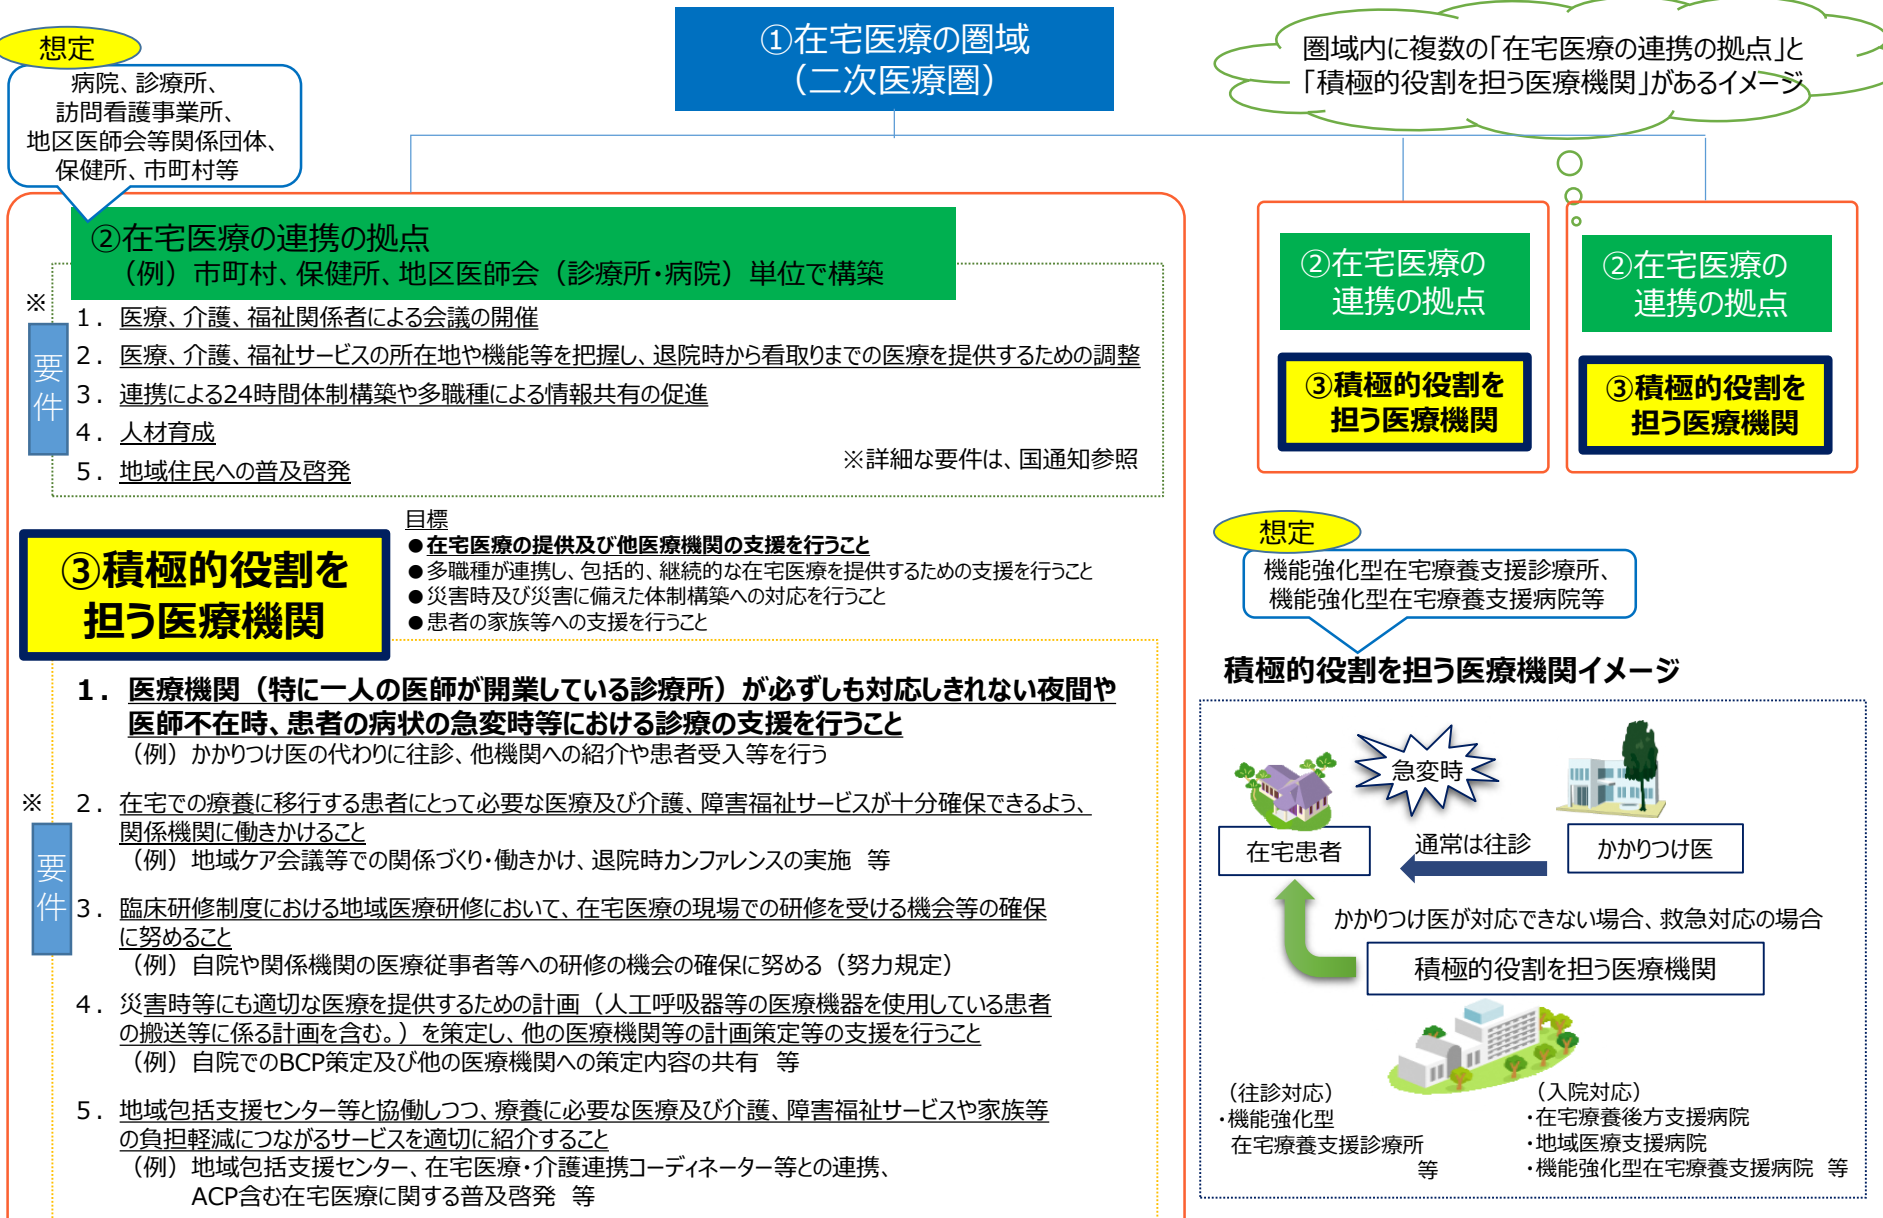 ①在宅医療の圏域
（二次医療圏）
圏域内に複数の「在宅医療の連携の拠点」と
「積極的役割を担う医療機関」があるイメージ
想定
病院、診療所、
訪問看護事業所、
地区医師会等関係団体、
保健所、市町村等
②在宅医療の連携の拠点
（例）市町村、保健所、地区医師会（診療所・病院）単位で構築
※
要件
１．医療、介護、福祉関係者による会議の開催
２．医療、介護、福祉サービスの所在地や機能等を把握し、退院時から看取りまでの医療を提供するための調整
３．連携による24時間体制構築や多職種による情報共有の促進
４．人材育成
５．地域住民への普及啓発
※詳細な要件は、国通知参照
②在宅医療の
連携の拠点
③積極的役割を
担う医療機関
②在宅医療の
連携の拠点
③積極的役割を
担う医療機関
③積極的役割を
担う医療機関
目標
●在宅医療の提供及び他医療機関の支援を行うこと
●多職種が連携し、包括的、継続的な在宅医療を提供するための支援を行うこと
●災害時及び災害に備えた体制構築への対応を行うこと
●患者の家族等への支援を行うこと
※
要件
１．医療機関（特に一人の医師が開業している診療所）が必ずしも対応しきれない夜間や
医師不在時、患者の病状の急変時等における診療の支援を行うこと
（例）かかりつけ医の代わりに往診、他機関への紹介や患者受入等を行う
２．在宅での療養に移行する患者にとって必要な医療及び介護、障害福祉サービスが十分確保できるよう、
関係機関に働きかけること
（例）地域ケア会議等での関係づくり・働きかけ、退院時カンファレンスの実施　等
３．臨床研修制度における地域医療研修において、在宅医療の現場での研修を受ける機会等の確保
に努めること
（例）自院や関係機関の医療従事者等への研修の機会の確保に努める（努力規定）
４．災害時等にも適切な医療を提供するための計画（人工呼吸器等の医療機器を使用している患者
の搬送等に係る計画を含む。）を策定し、他の医療機関等の計画策定等の支援を行うこと
（例）自院でのBCP策定及び他の医療機関への策定内容の共有　等
５．地域包括支援センター等と協働しつつ、療養に必要な医療及び介護、障害福祉サービスや家族等
の負担軽減につながるサービスを適切に紹介すること
（例）地域包括支援センター、在宅医療・介護連携コーディネーター等との連携、
ACP含む在宅医療に関する普及啓発　等
想定
機能強化型在宅療養支援診療所、
機能強化型在宅療養支援病院等
積極的役割を担う医療機関イメージ
急変時
在宅患者
通常は往診
かかりつけ医
かかりつけ医が対応できない場合、救急対応の場合
積極的役割を担う医療機関
（往診対応）
・機能強化型
在宅療養支援診療所
等
（入院対応）
・在宅療養後方支援病院
・地域医療支援病院
・機能強化型在宅療養支援病院　等